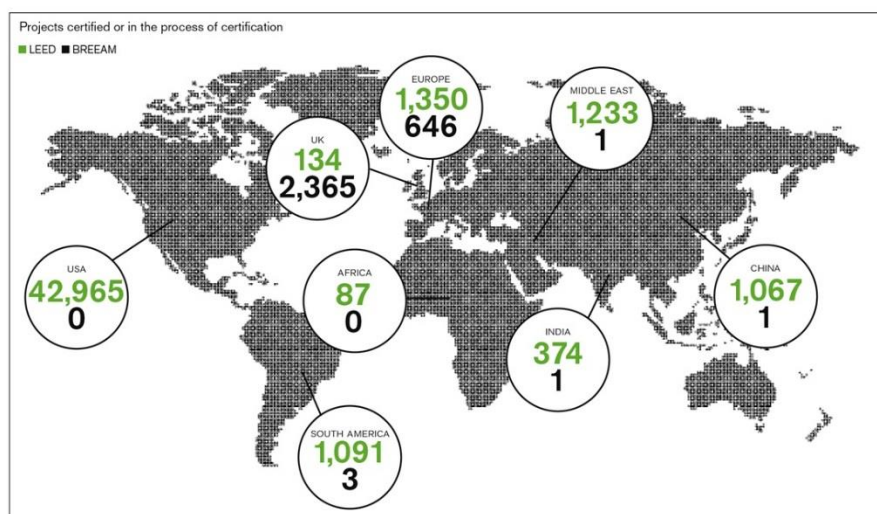 Projects certified or in the process of certification
LEED BREEAM
EUROPE
1,350
646
MIDDLE EAST
1,233
1
UK
134
2,365
USA
42,965
0
AFRICA
87
0
CHINA
1,067
1
INDIA
374
1
SOUTH AMERICA
1,091
3